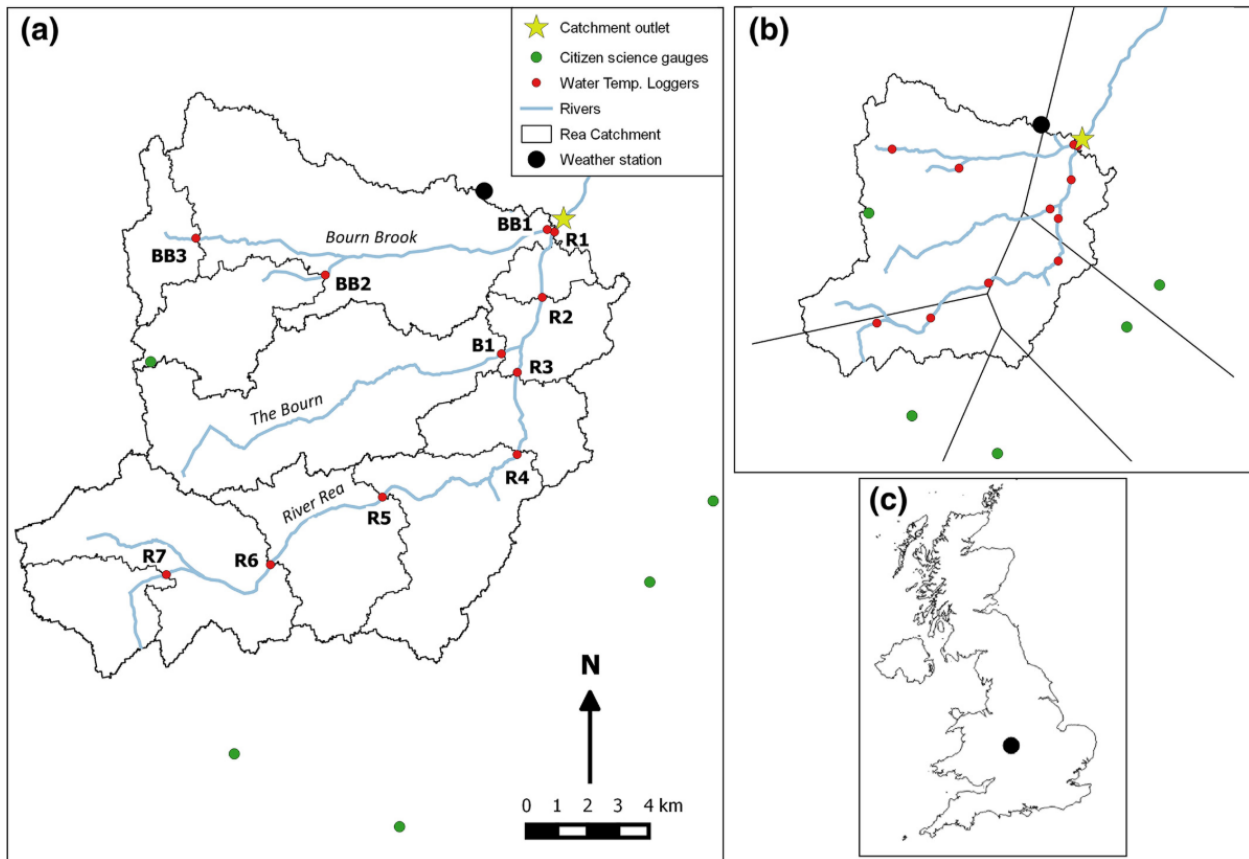 (a)
Catchment outlet
Citizen science gauges
Water Temp. Loggers
Rivers
Rea Catchment
Weather station
BB1
R1
Bourn Brook
BB3
BB2
R2
B1
R3
The Bourn
R4
River Rea
R5
R7
R6
N
0 1 2 3 4 km
(b)
(c)